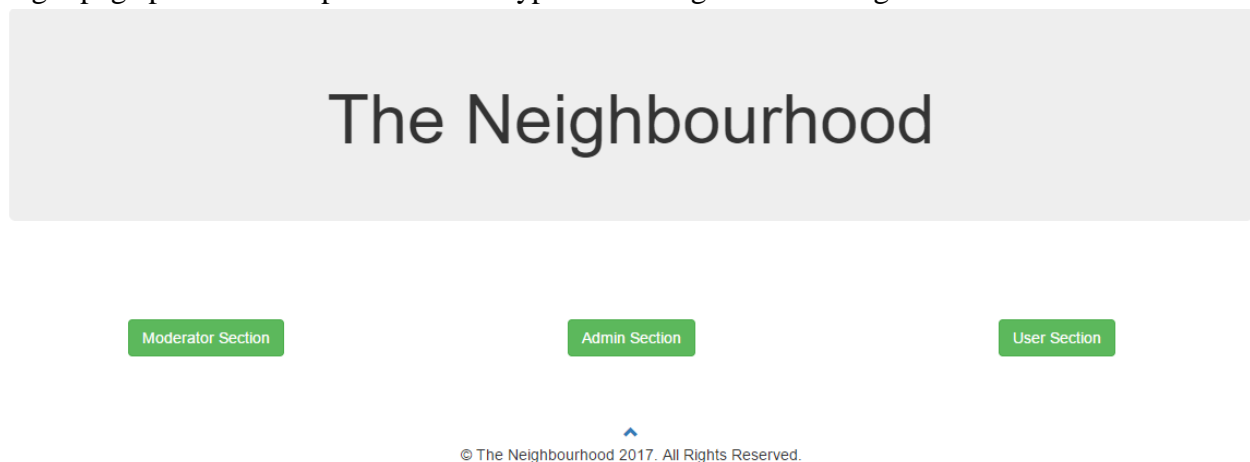 The Neighbourhood
Moderator Section
Admin Section
User Section
© The Neighbourhood 2017. All Rights Reserved.